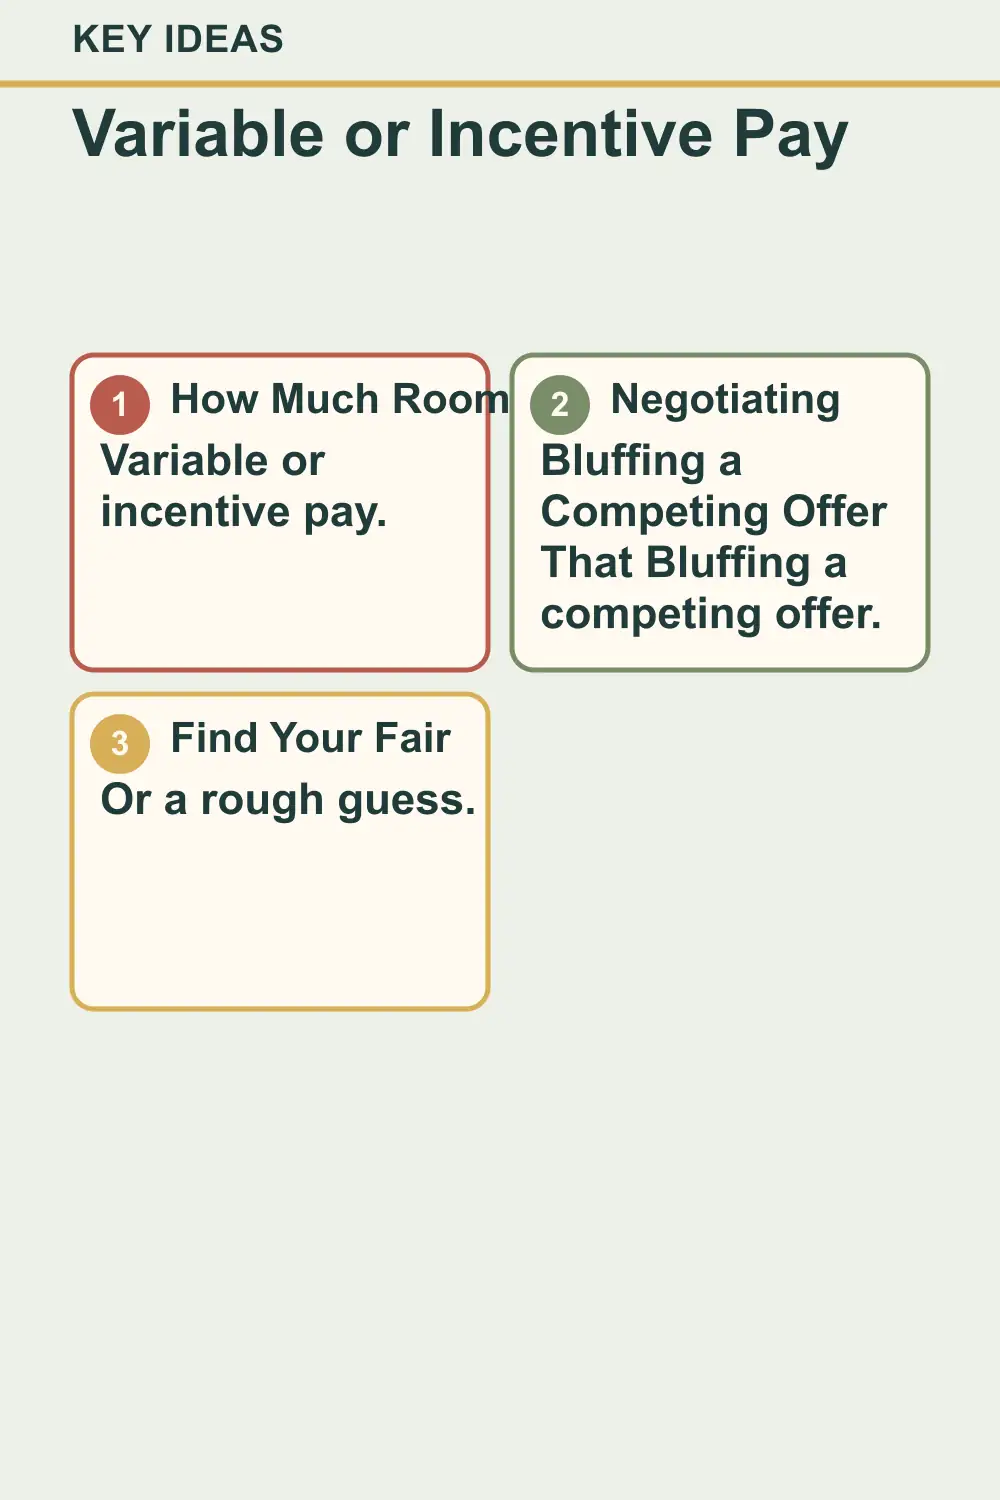 KEY IDEAS
Variable or Incentive Pay
1 How Much Room
Variable or
incentive pay.
2 Negotiating
Bluffing a
Competing Offer
That Bluffing a
competing offer.
3 Find Your Fair
Or a rough guess.